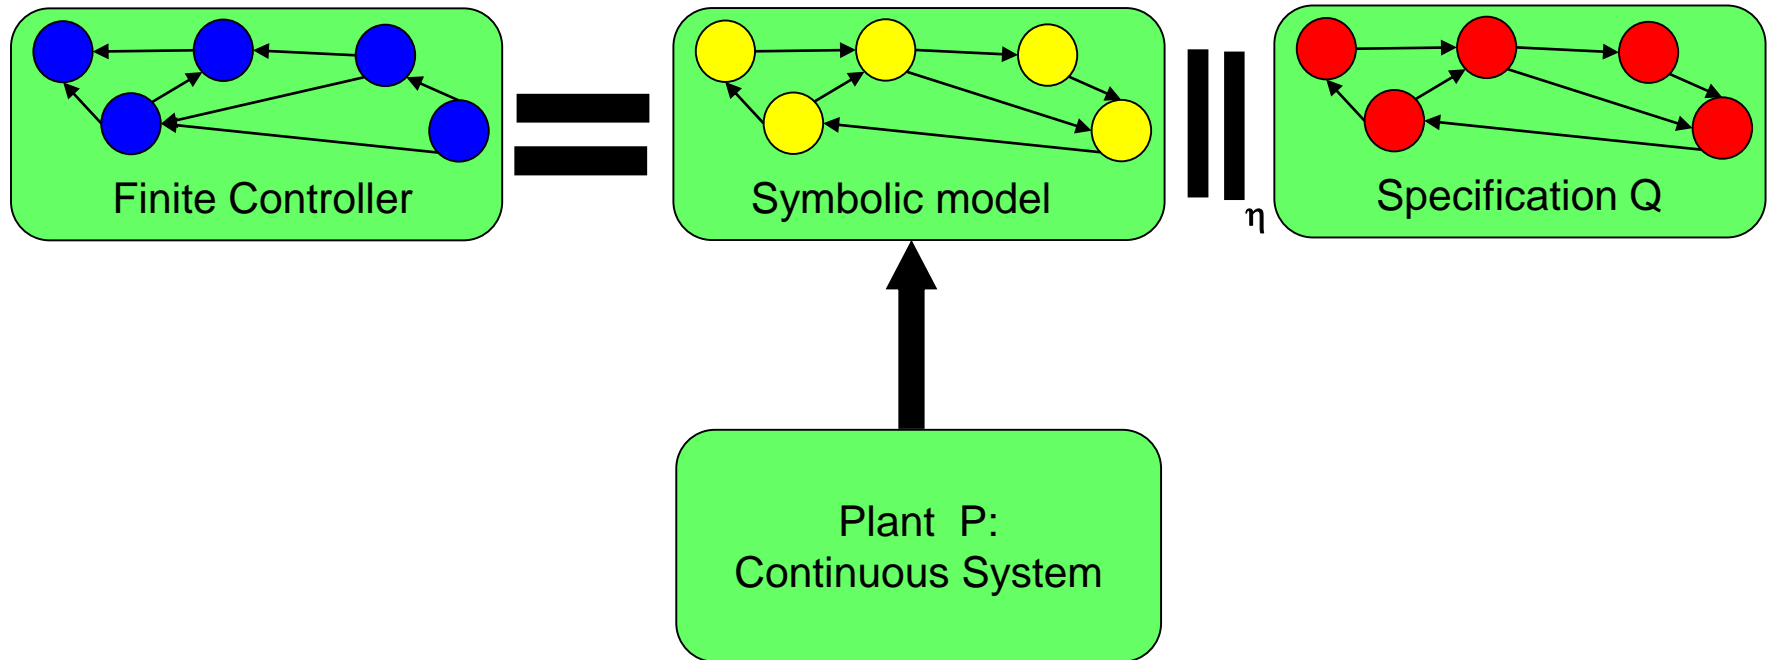 Finite Controller
Symbolic model
η
Specification Q
Plant P:
Continuous System